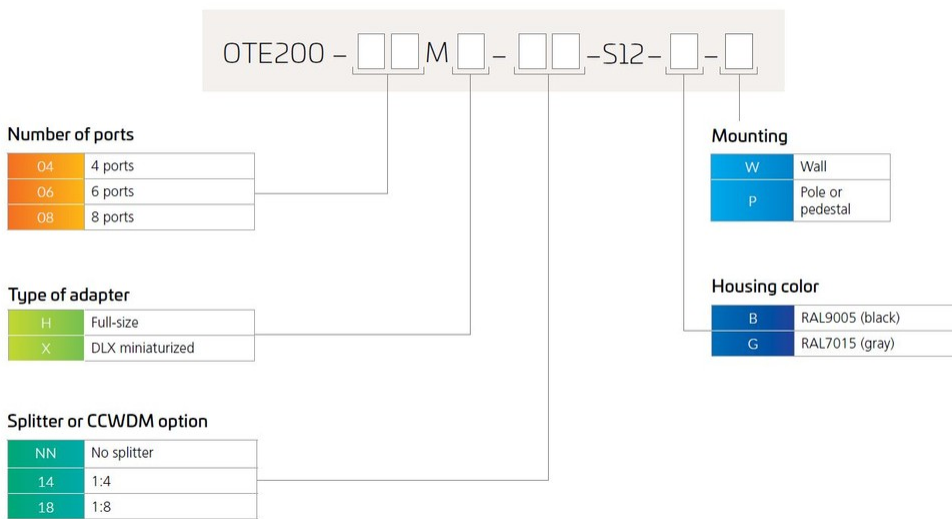 OTE200 – M – – S12 – –
Number of ports
04 4 ports
06 6 ports
08 8 ports
Type of adapter
H Full-size
X DLX miniaturized
Splitter or CCWDM option
NN No splitter
14 1:4
18 1:8
Mounting
W Wall
P Pole or
pedestal
Housing color
B RAL9005 (black)
G RAL7015 (gray)